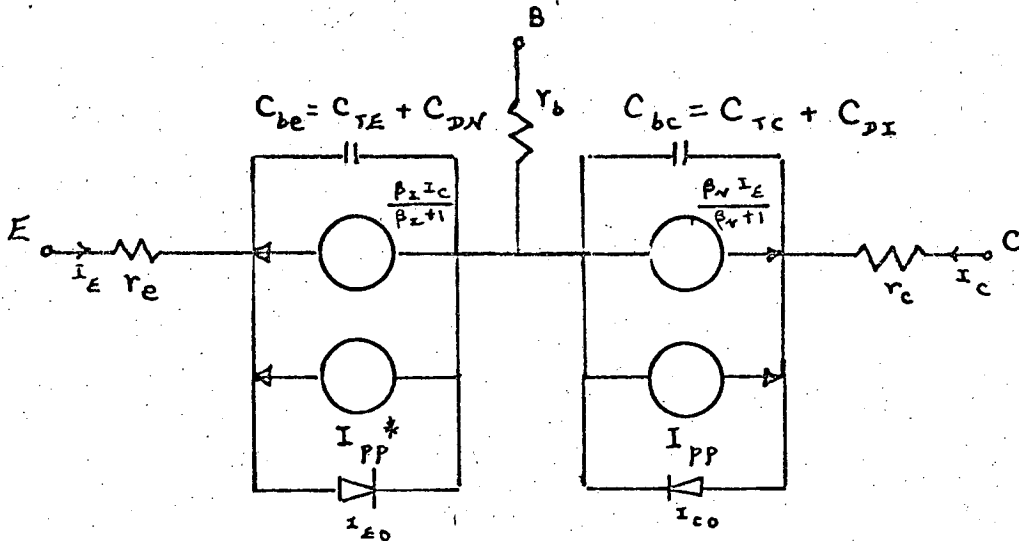 B
r_b
C_be = C_TE + C_DN
C_bc = C_TC + C_DI
β_I I_C / β_I + 1
β_N I_E / β_N + 1
E
I_E
r_e
r_c
I_C
C
I_PP*
I_PP
I_EO
I_CO